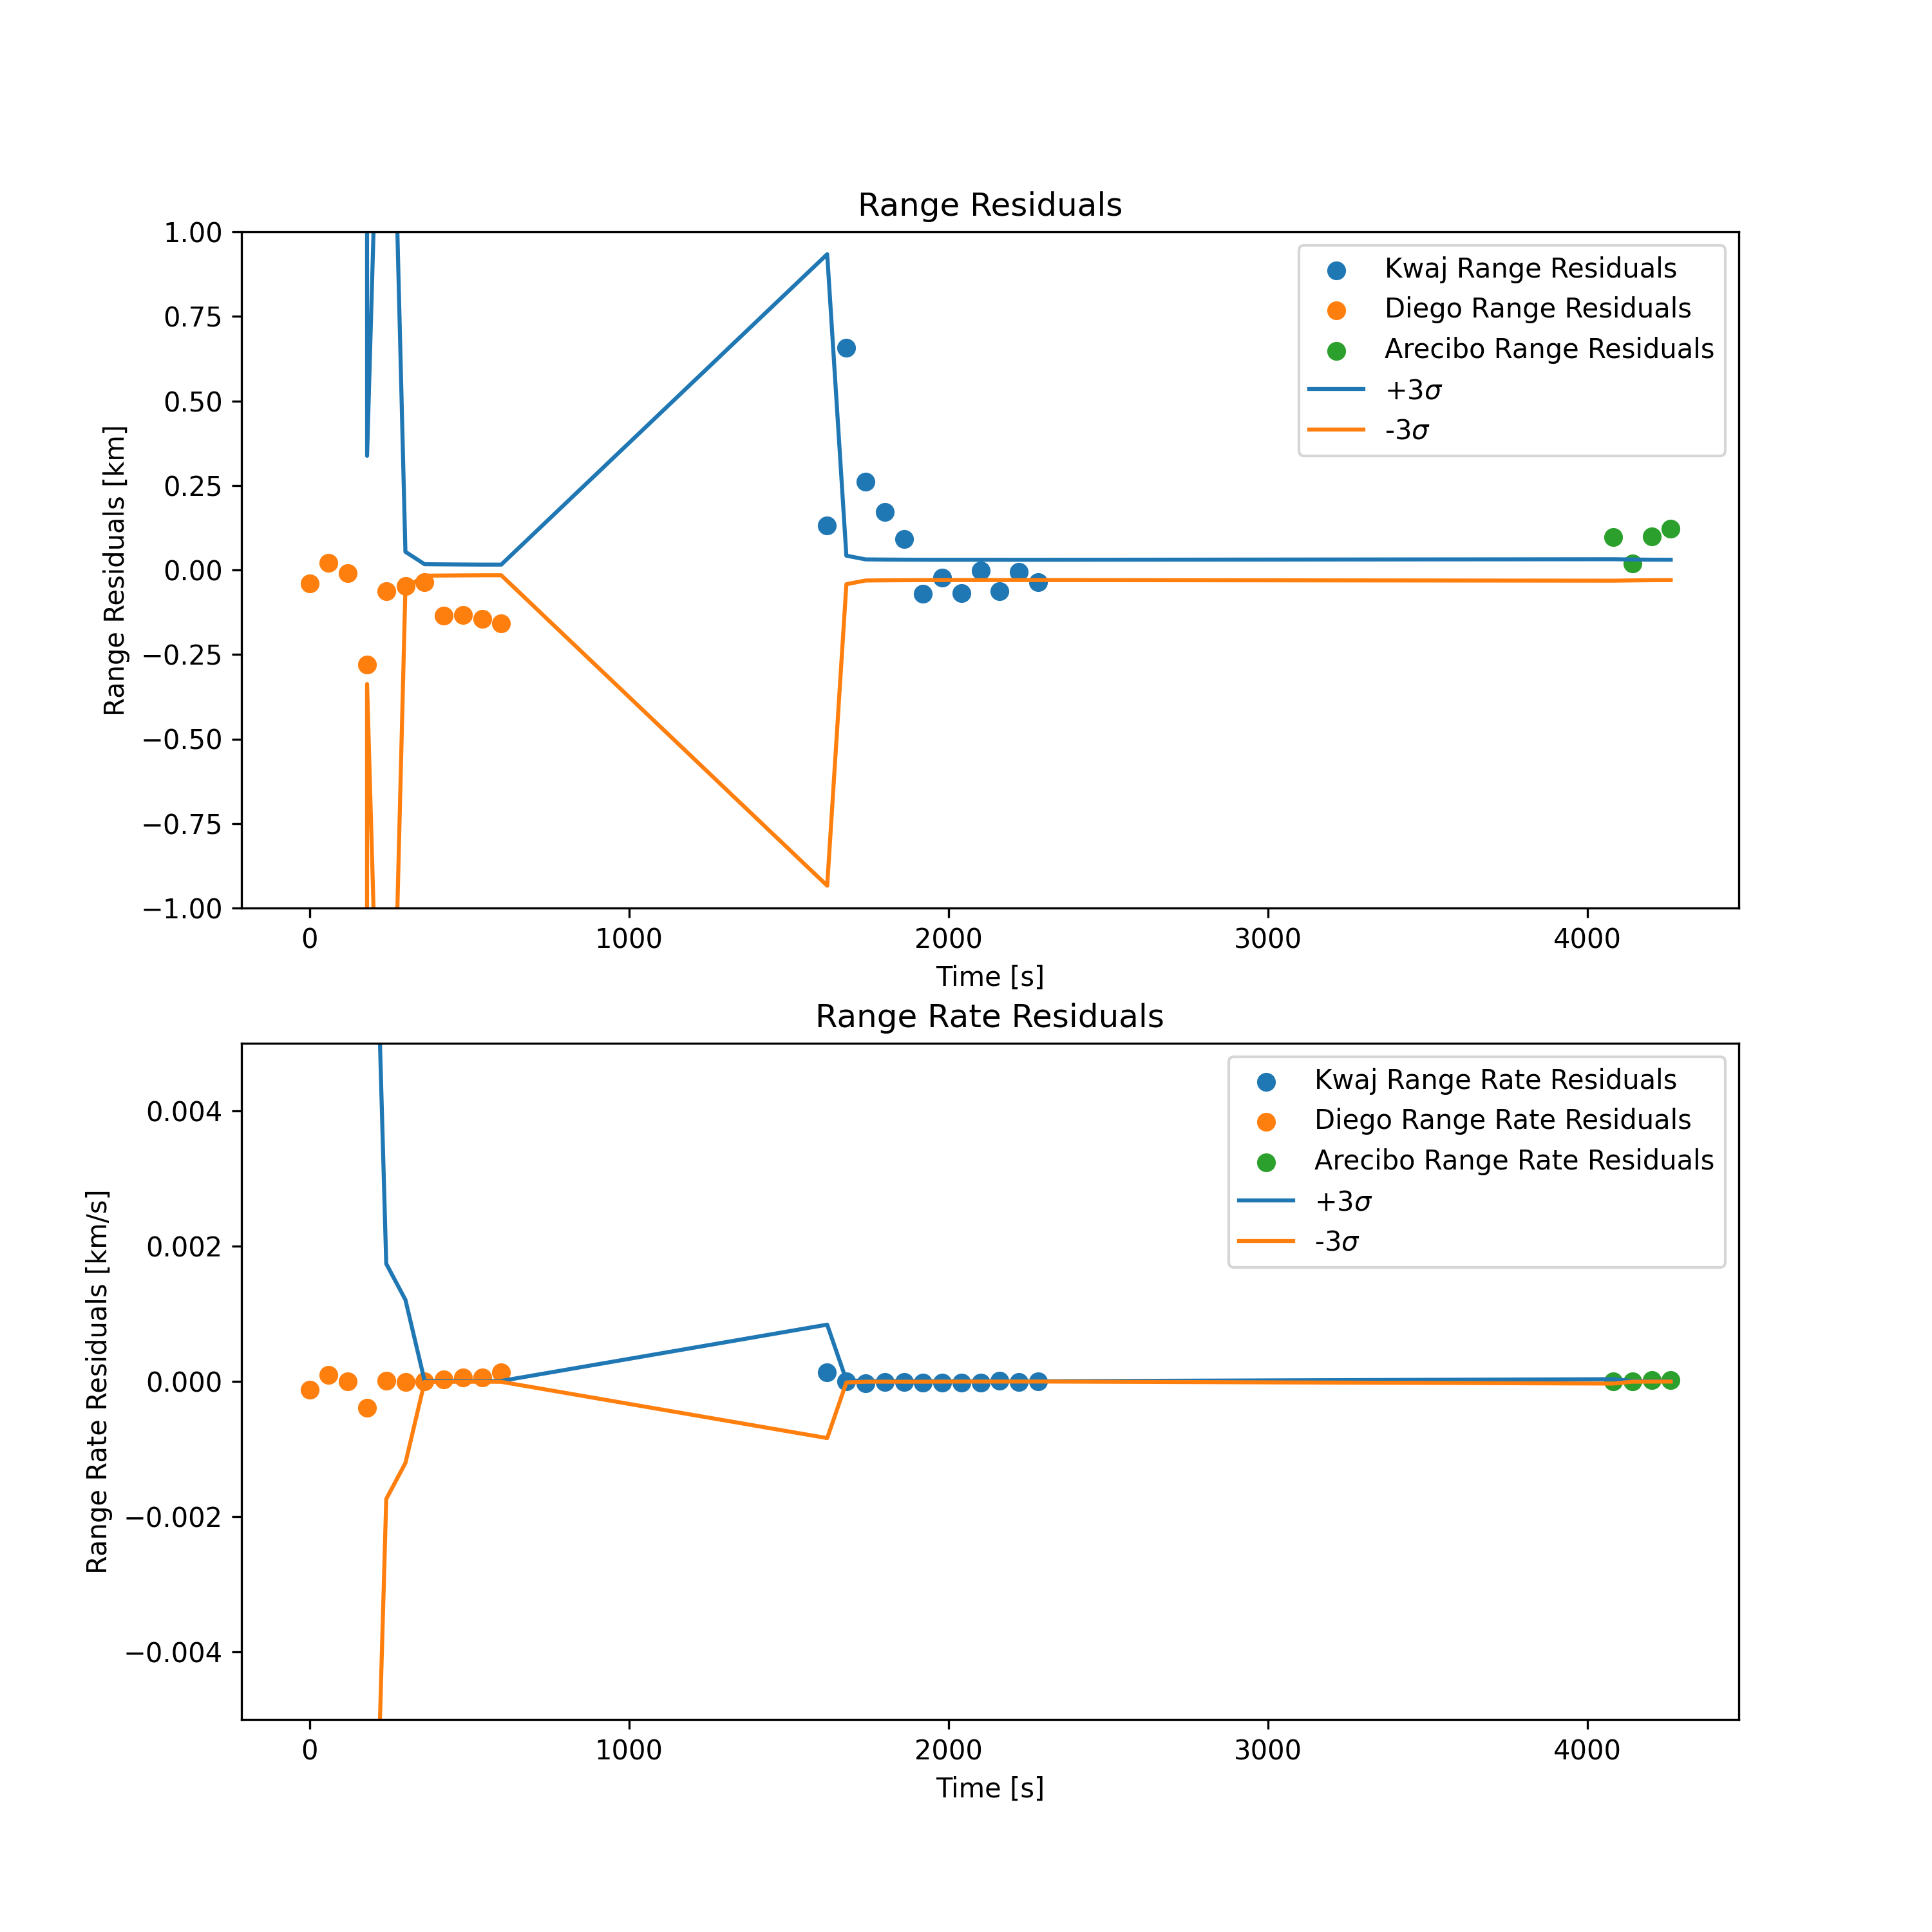 Range Residuals
1.00
0.75
0.50
0.25
0.00
−0.25
−0.50
−0.75
−1.00
Range Residuals [km]
0 1000 2000 3000 4000
Time [s]
Kwaj Range Residuals
Diego Range Residuals
Arecibo Range Residuals
+3σ
-3σ
Range Rate Residuals
0.004
0.002
0.000
−0.002
−0.004
Range Rate Residuals [km/s]
0 1000 2000 3000 4000
Time [s]
Kwaj Range Rate Residuals
Diego Range Rate Residuals
Arecibo Range Rate Residuals
+3σ
-3σ